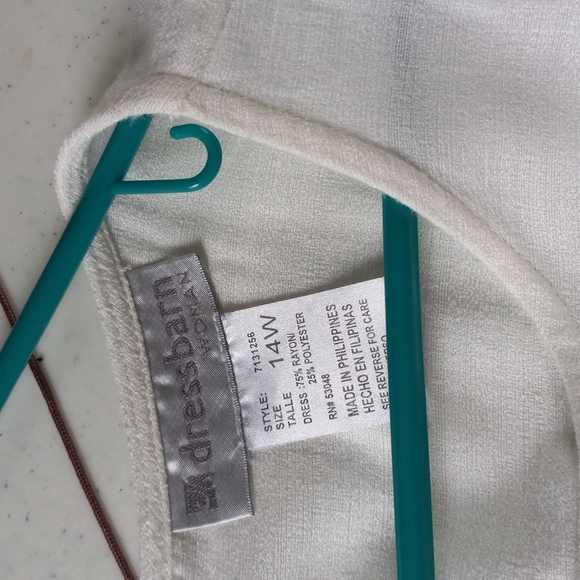 dressbarn
WOMAN
STYLE: 7131256
SIZE
TALLE 14W
DRESS :75% RAYON/
25% POLYESTER
RN# 53048
MADE IN PHILIPPINES
HECHO EN FILIPINAS
SEE REVERSE FOR CARE